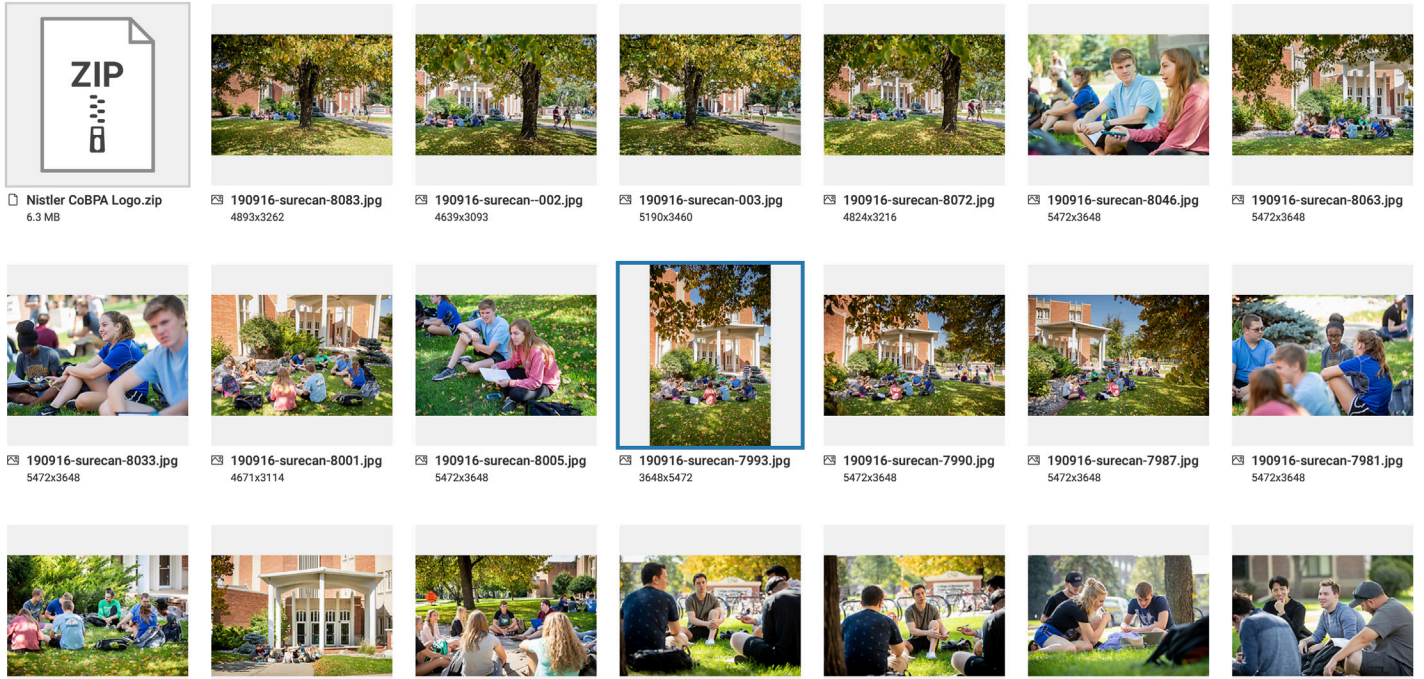 ZIP
Nistler CoBPA Logo.zip
6.3 MB
190916-surecan-8083.jpg
4893x3262
190916-surecan--002.jpg
4639x3093
190916-surecan-003.jpg
5190x3460
190916-surecan-8072.jpg
4824x3216
190916-surecan-8046.jpg
5472x3648
190916-surecan-8063.jpg
5472x3648
190916-surecan-8033.jpg
5472x3648
190916-surecan-8001.jpg
4671x3114
190916-surecan-8005.jpg
5472x3648
190916-surecan-7993.jpg
3648x5472
190916-surecan-7990.jpg
5472x3648
190916-surecan-7987.jpg
5472x3648
190916-surecan-7981.jpg
5472x3648